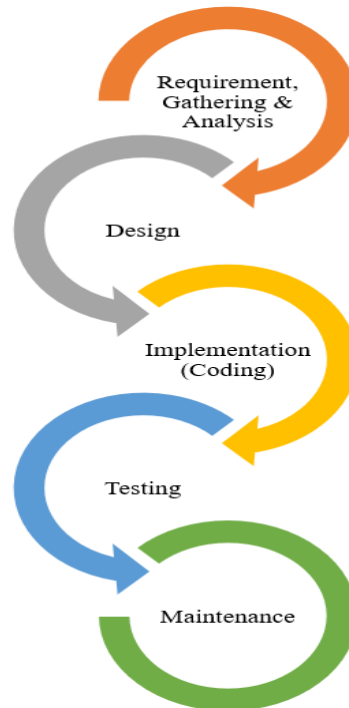 Requirement,
Gathering &
Analysis
Design
Implementation
(Coding)
Testing
Maintenance